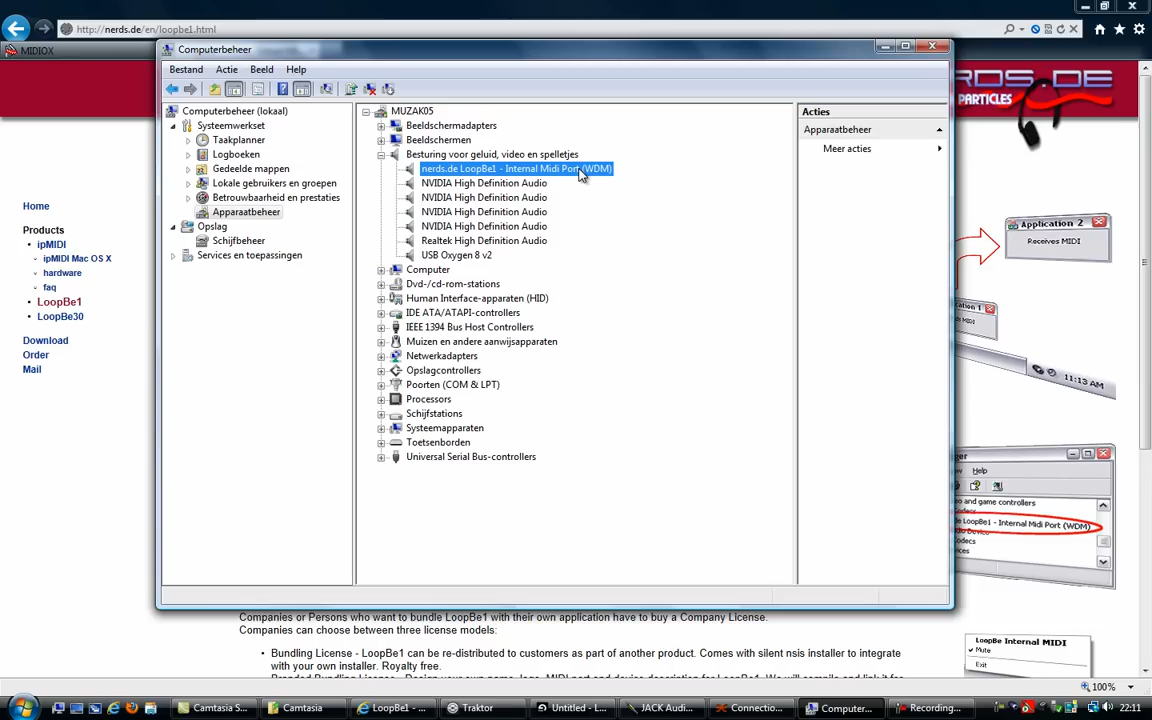 http://nerds.de/en/loopbe1.html
MIDIOX
Computerbeheer
Bestand Actie Beeld Help
Computerbeheer (lokaal)
Systeemwerkset
Taakplanner
Logboeken
Gedeelde mappen
Lokale gebruikers en groepen
Betrouwbaarheid en prestaties
Apparaatbeheer
Opslag
Schijfbeheer
Services en toepassingen
MUZAK05
Beeldschermadapters
Beeldschermen
Besturing voor geluid, video en spelletjes
nerds.de LoopBe1 - Internal Midi Port (WDM)
NVIDIA High Definition Audio
NVIDIA High Definition Audio
NVIDIA High Definition Audio
NVIDIA High Definition Audio
Realtek High Definition Audio
USB Oxygen 8 v2
Computer
Dvd-/cd-rom-stations
Human Interface-apparaten (HID)
IDE ATA/ATAPI-controllers
IEEE 1394 Bus Host Controllers
Muizen en andere aanwijsapparaten
Netwerkadapters
Opslagcontrollers
Poorten (COM & LPT)
Processors
Schijfstations
Systeemapparaten
Toetsenborden
Universal Serial Bus-controllers
Acties
Apparaatbeheer
Meer acties
RDS.DE
PARTICLES
Home
Products
ipMIDI
ipMIDI Mac OS X
hardware
faq
LoopBe1
LoopBe30
Download
Order
Mail
Application 2
Receives MIDI
11:13 AM
Help
o and game controllers
Codecs
de LoopBe1 - Internal Midi Port (WDM)
Codecs
LoopBe Internal MIDI
Mute
Exit
Companies or Persons who want to bundle LoopBe1 with their own application have to buy a Company License.
Companies can choose between three license models:
Bundling License - LoopBe1 can be re-distributed to customers as part of another product. Comes with silent nsis installer to integrate
with your own installer. Royalty free.
100%
Camtasia S...
Camtasia
LoopBe1 - ...
Traktor
Untitled - L...
JACK Audi...
Connectio...
Computer...
Recording...
22:11